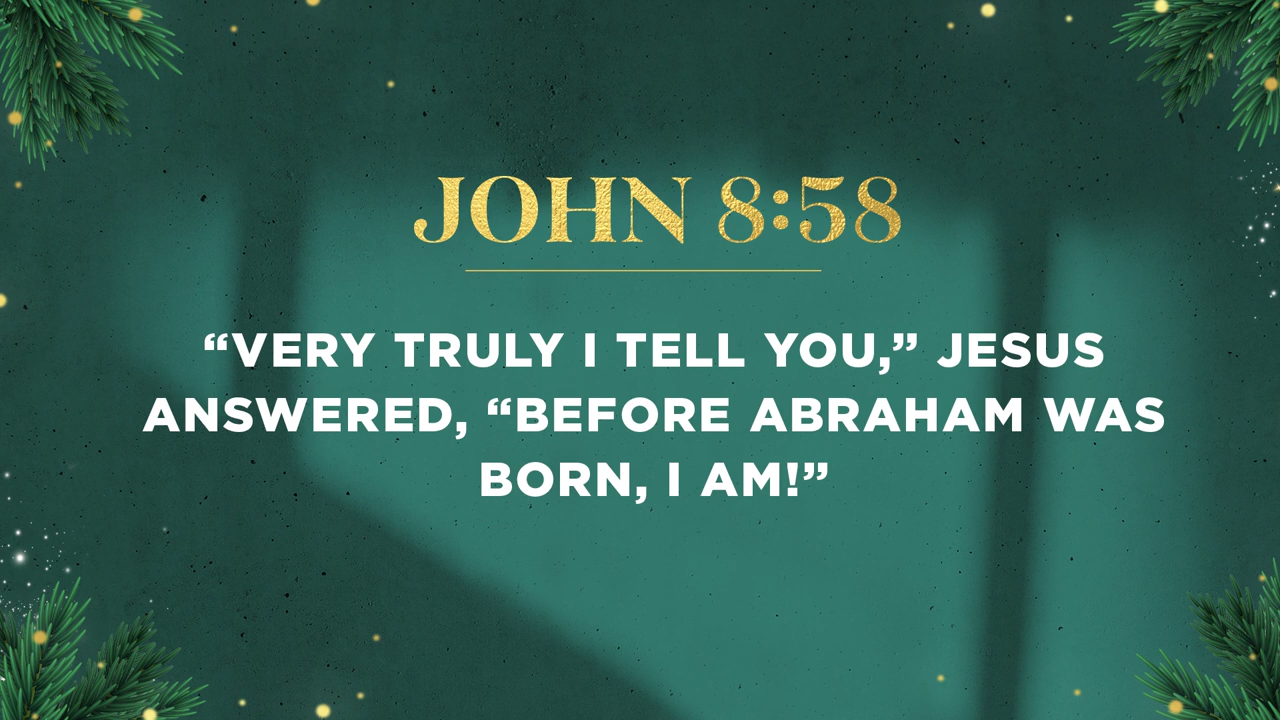 JOHN 8:58
“VERY TRULY I TELL YOU,” JESUS
ANSWERED, “BEFORE ABRAHAM WAS
BORN, I AM!”